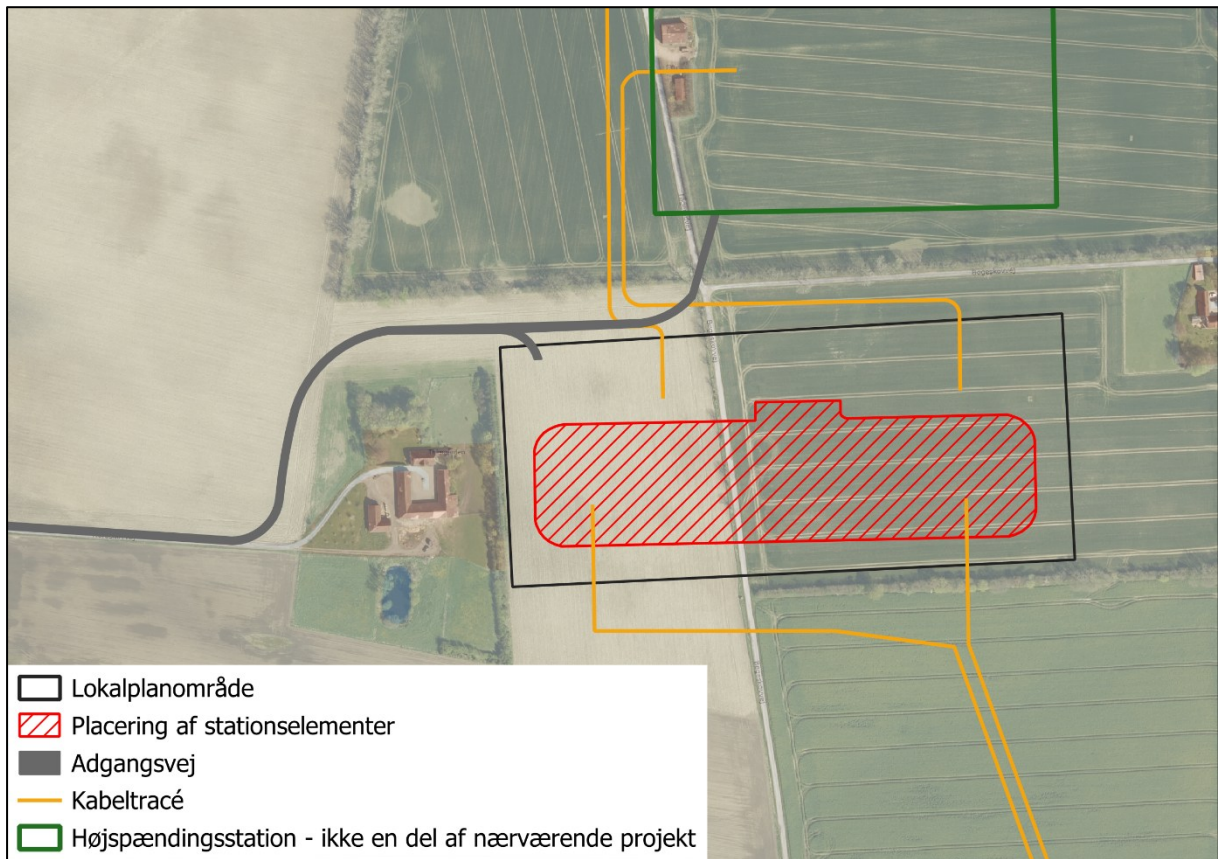 Lokalplanområde
Placering af stationselementer
Adgangsvej
Kabeltracé
Højspændingsstation - ikke en del af nærværende projekt